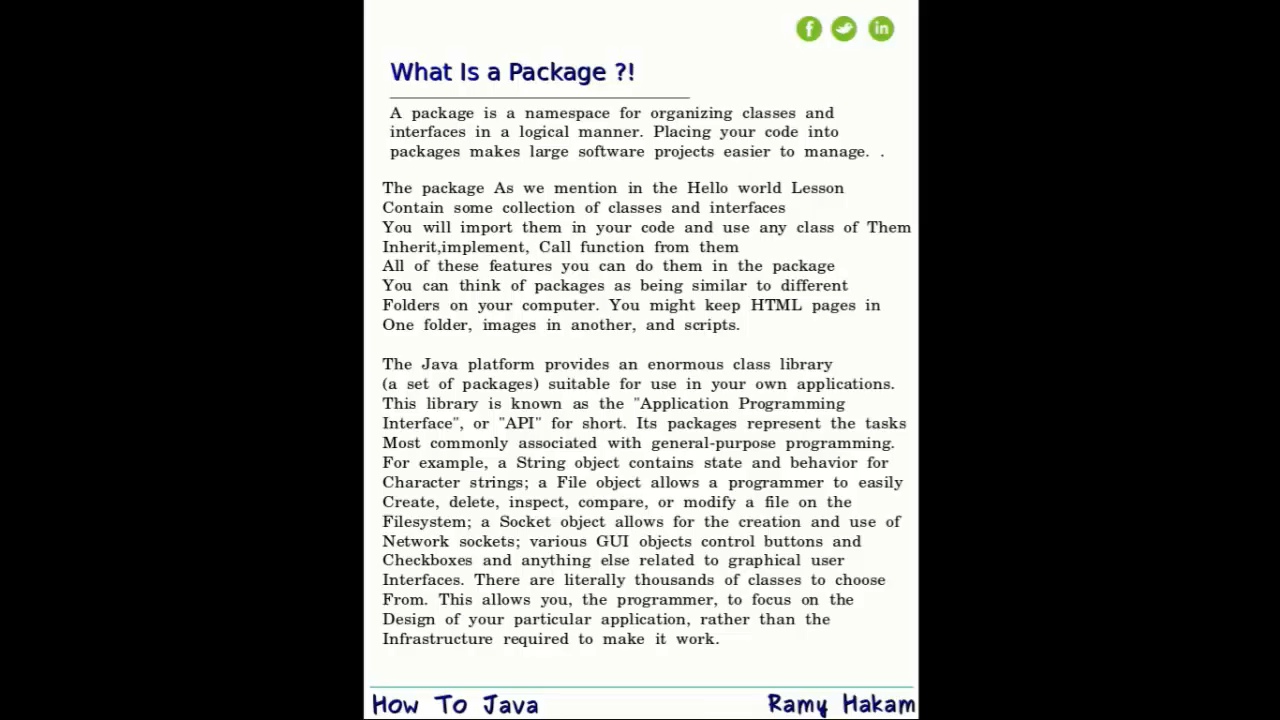 f in
What Is a Package ?!
A package is a namespace for organizing classes and
interfaces in a logical manner. Placing your code into
packages makes large software projects easier to manage. .
The package As we mention in the Hello world Lesson
Contain some collection of classes and interfaces
You will import them in your code and use any class of Them
Inherit,implement, Call function from them
All of these features you can do them in the package
You can think of packages as being similar to different
Folders on your computer. You might keep HTML pages in
One folder, images in another, and scripts.
The Java platform provides an enormous class library
(a set of packages) suitable for use in your own applications.
This library is known as the "Application Programming
Interface", or "API" for short. Its packages represent the tasks
Most commonly associated with general-purpose programming.
For example, a String object contains state and behavior for
Character strings; a File object allows a programmer to easily
Create, delete, inspect, compare, or modify a file on the
Filesystem; a Socket object allows for the creation and use of
Network sockets; various GUI objects control buttons and
Checkboxes and anything else related to graphical user
Interfaces. There are literally thousands of classes to choose
From. This allows you, the programmer, to focus on the
Design of your particular application, rather than the
Infrastructure required to make it work.
How To Java Ramy Hakam